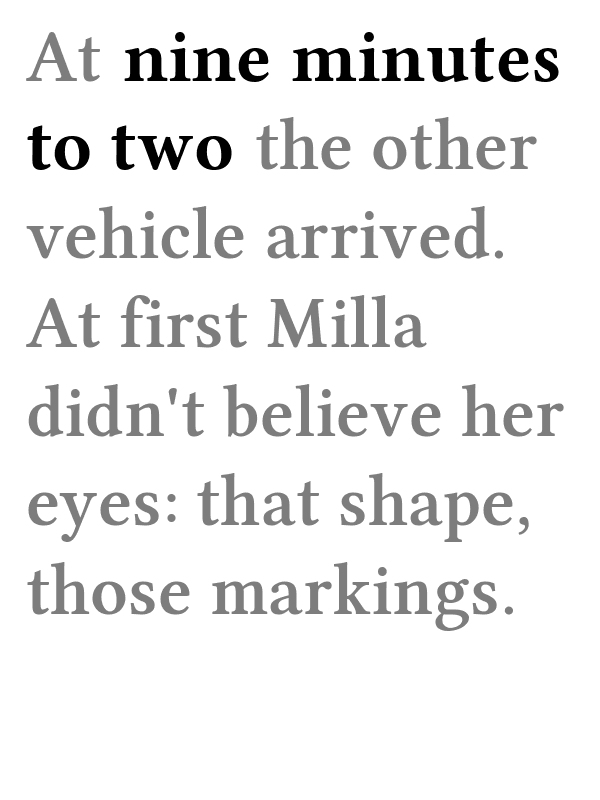 At nine minutes
to two the other
vehicle arrived.
At first Milla
didn't believe her
eyes: that shape,
those markings.